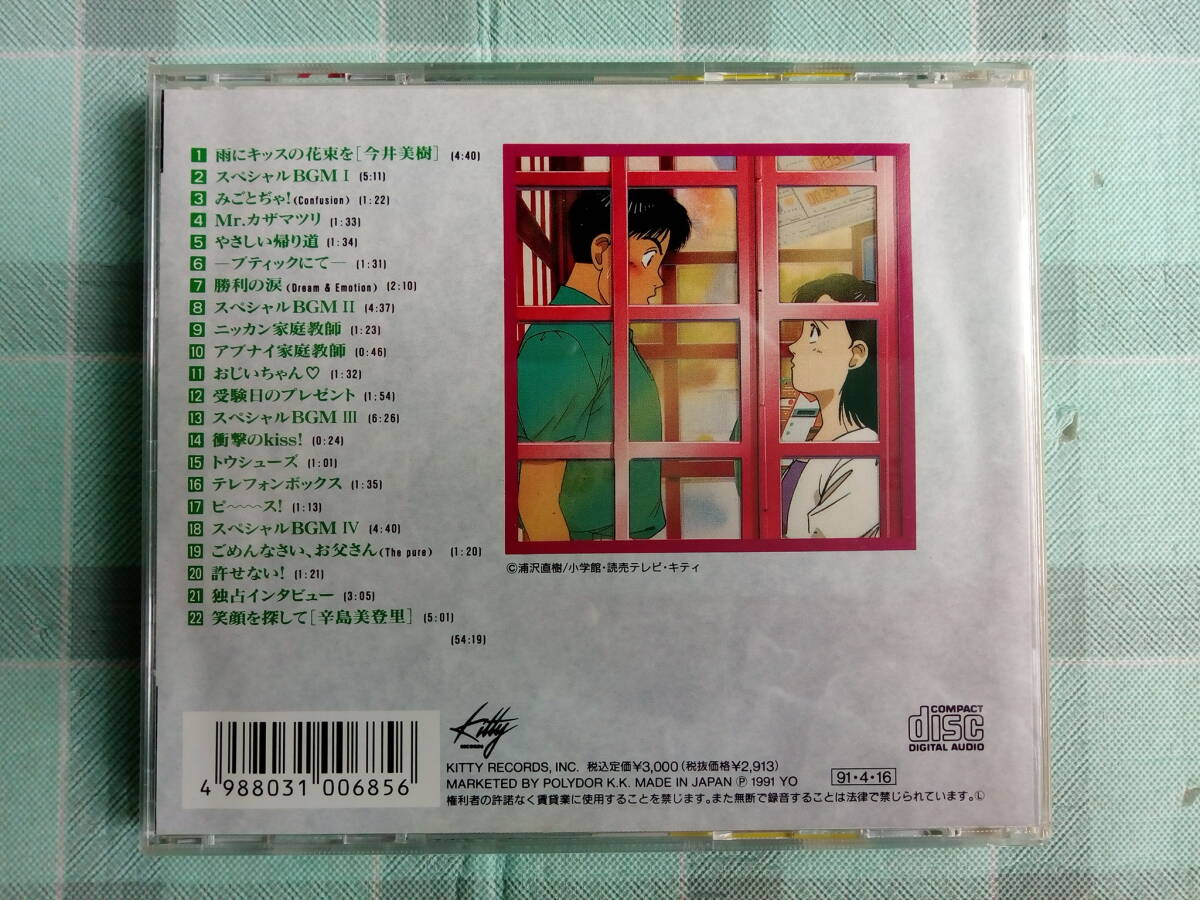 1 雨にキッスの花束を[今井美樹] (4:40)
2 スペシャルBGM I (5:11)
3 みごとぢゃ!(Confusion) (1:22)
4 Mr.カザマツリ (1:33)
5 やさしい帰り道 (1:34)
6 —ブティックにて— (1:31)
7 勝利の涙(Dream & Emotion) (2:10)
8 スペシャルBGM II (4:37)
9 ニッカン家庭教師 (1:23)
10 アブナイ家庭教師 (0:46)
11 おじいちゃん♡ (1:32)
12 受験日のプレゼント (1:54)
13 スペシャルBGM III (6:26)
14 衝撃のkiss! (0:24)
15 トウシューズ (1:01)
16 テレフォンボックス (1:35)
17 ピ〜〜〜ス! (1:13)
18 スペシャルBGM IV (4:40)
19 ごめんなさい、お父さん(The pure) (1:20)
20 許せない! (1:21)
21 独占インタビュー (3:05)
22 笑顔を探して[辛島美登里] (5:01)
(54:19)
©浦沢直樹/小学館・読売テレビ・キティ
4 988031 006856
Kitty
RECORDS
COMPACT
disc
DIGITAL AUDIO
KITTY RECORDS, INC. 税込定価¥3,000(税抜価格¥2,913)
MARKETED BY POLYDOR K.K. MADE IN JAPAN Ⓟ 1991 YO 91・4・16
権利者の許諾なく賃貸業に使用することを禁じます。また無断で録音することは法律で禁じられています。Ⓛ